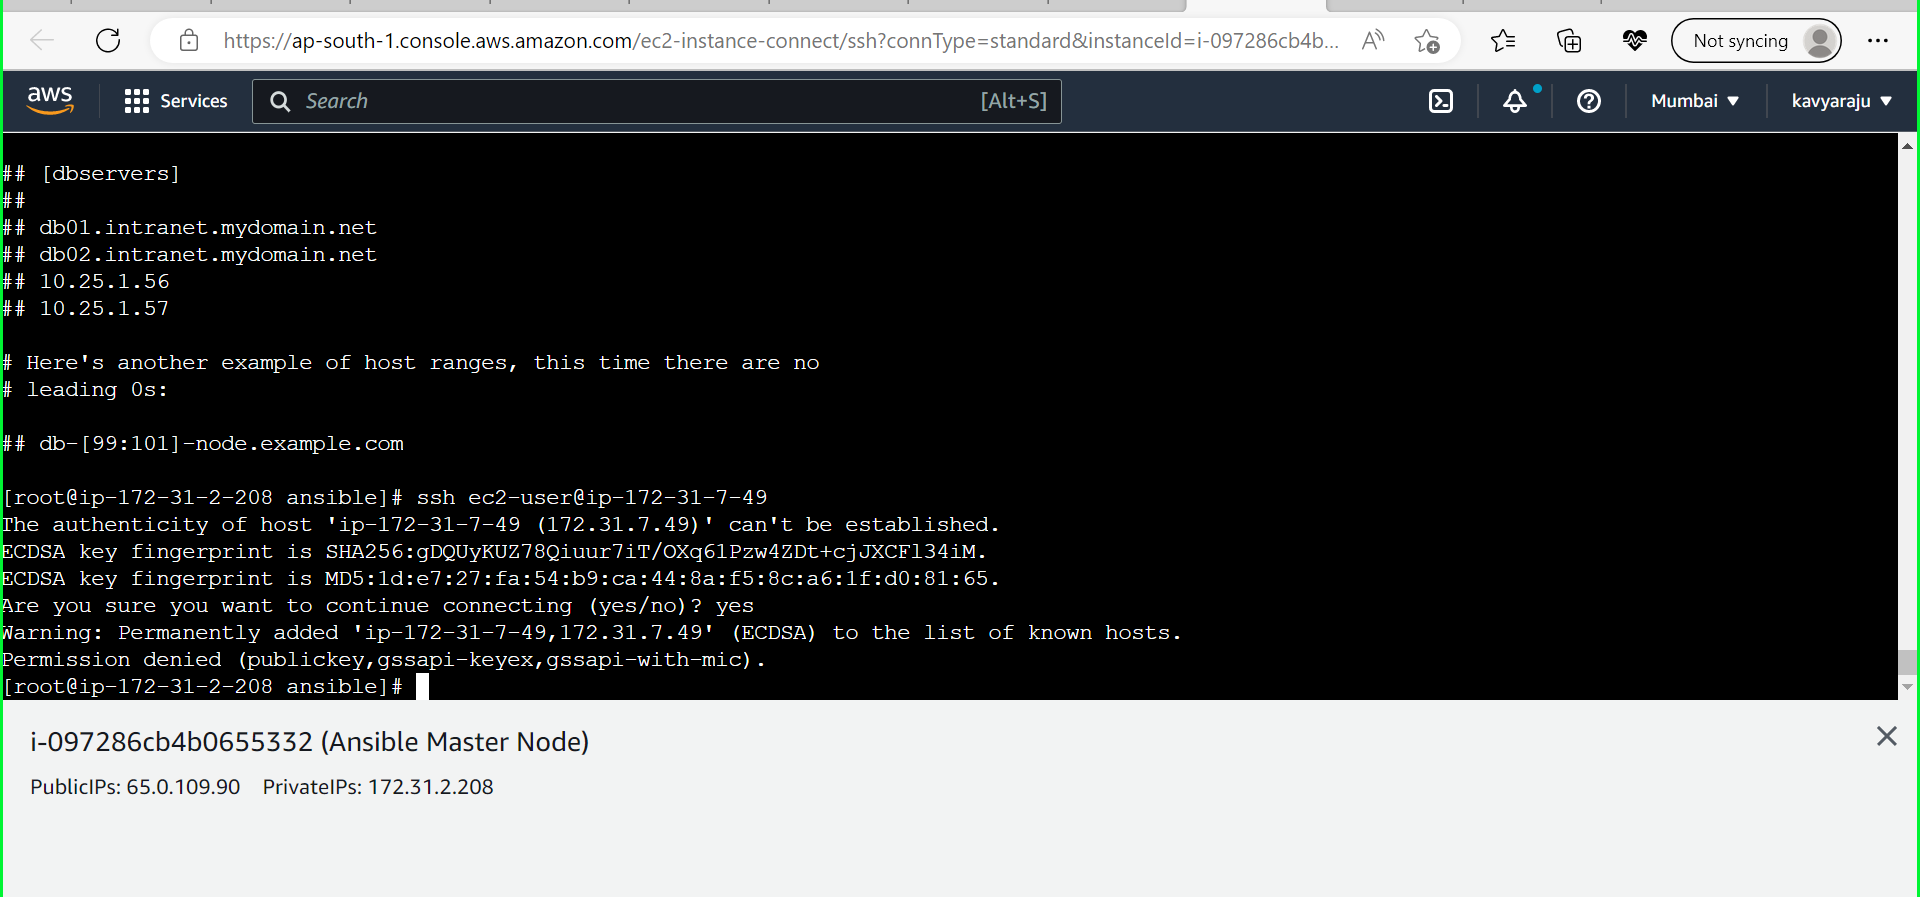 https://ap-south-1.console.aws.amazon.com/ec2-instance-connect/ssh?connType=standard&instanceId=i-097286cb4b...
Not syncing
aws
Services
Search
[Alt+S]
Mumbai
kavyaraju
## [dbservers]
##
## db01.intranet.mydomain.net
## db02.intranet.mydomain.net
## 10.25.1.56
## 10.25.1.57
# Here's another example of host ranges, this time there are no
# leading 0s:
## db-[99:101]-node.example.com
[root@ip-172-31-2-208 ansible]# ssh ec2-user@ip-172-31-7-49
The authenticity of host 'ip-172-31-7-49 (172.31.7.49)' can't be established.
ECDSA key fingerprint is SHA256:gDQUyKUZ78Qiuur7iT/OXq61Pzw4ZDt+cjJXCFl34iM.
ECDSA key fingerprint is MD5:1d:e7:27:fa:54:b9:ca:44:8a:f5:8c:a6:1f:d0:81:65.
Are you sure you want to continue connecting (yes/no)? yes
Warning: Permanently added 'ip-172-31-7-49,172.31.7.49' (ECDSA) to the list of known hosts.
Permission denied (publickey,gssapi-keyex,gssapi-with-mic).
[root@ip-172-31-2-208 ansible]#
i-097286cb4b0655332 (Ansible Master Node)
PublicIPs: 65.0.109.90 PrivateIPs: 172.31.2.208